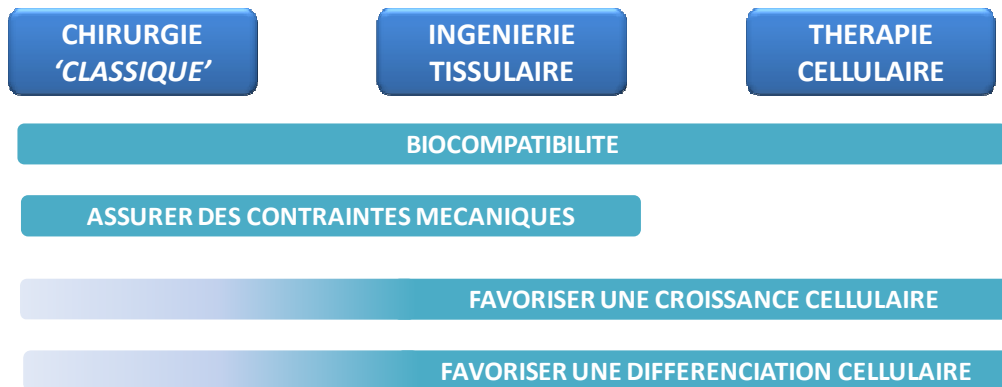 CHIRURGIE
‘CLASSIQUE’
INGENIERIE
TISSULAIRE
THERAPIE
CELLULAIRE
BIOCOMPATIBILITE
ASSURER DES CONTRAINTES MECANIQUES
FAVORISER UNE CROISSANCE CELLULAIRE
FAVORISER UNE DIFFERENCIATION CELLULAIRE